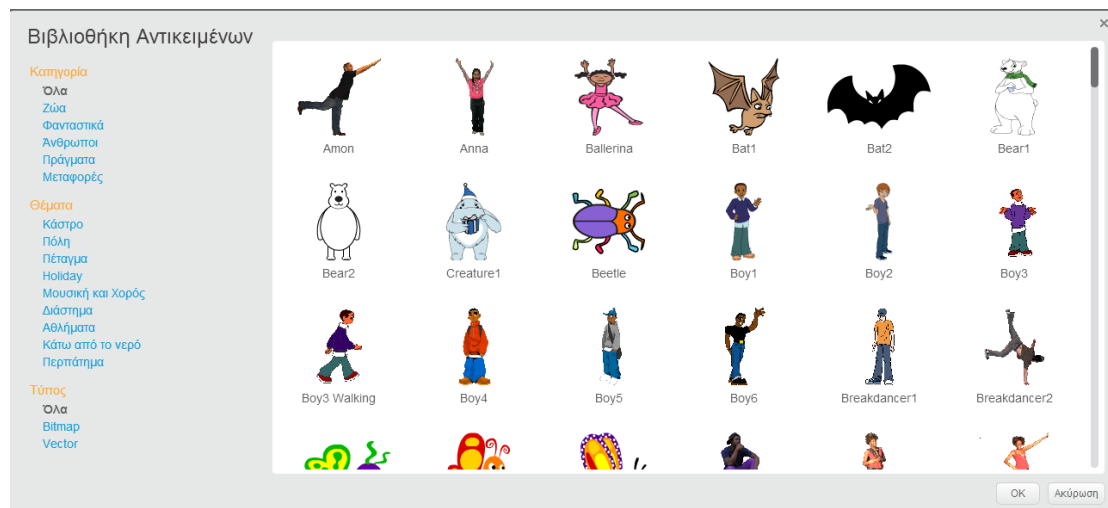 Βιβλιοθήκη Αντικειμένων
×
Κατηγορία
Όλα
Ζώα
Φανταστικά
Άνθρωποι
Πράγματα
Μεταφορές
Θέματα
Κάστρο
Πόλη
Πέταγμα
Holiday
Μουσική και Χορός
Διάστημα
Αθλήματα
Κάτω από το νερό
Περπάτημα
Τύπος
Όλα
Bitmap
Vector
Amon Anna Ballerina Bat1 Bat2 Bear1
Bear2 Creature1 Beetle Boy1 Boy2 Boy3
Boy3 Walking Boy4 Boy5 Boy6 Breakdancer1 Breakdancer2
OK Ακύρωση